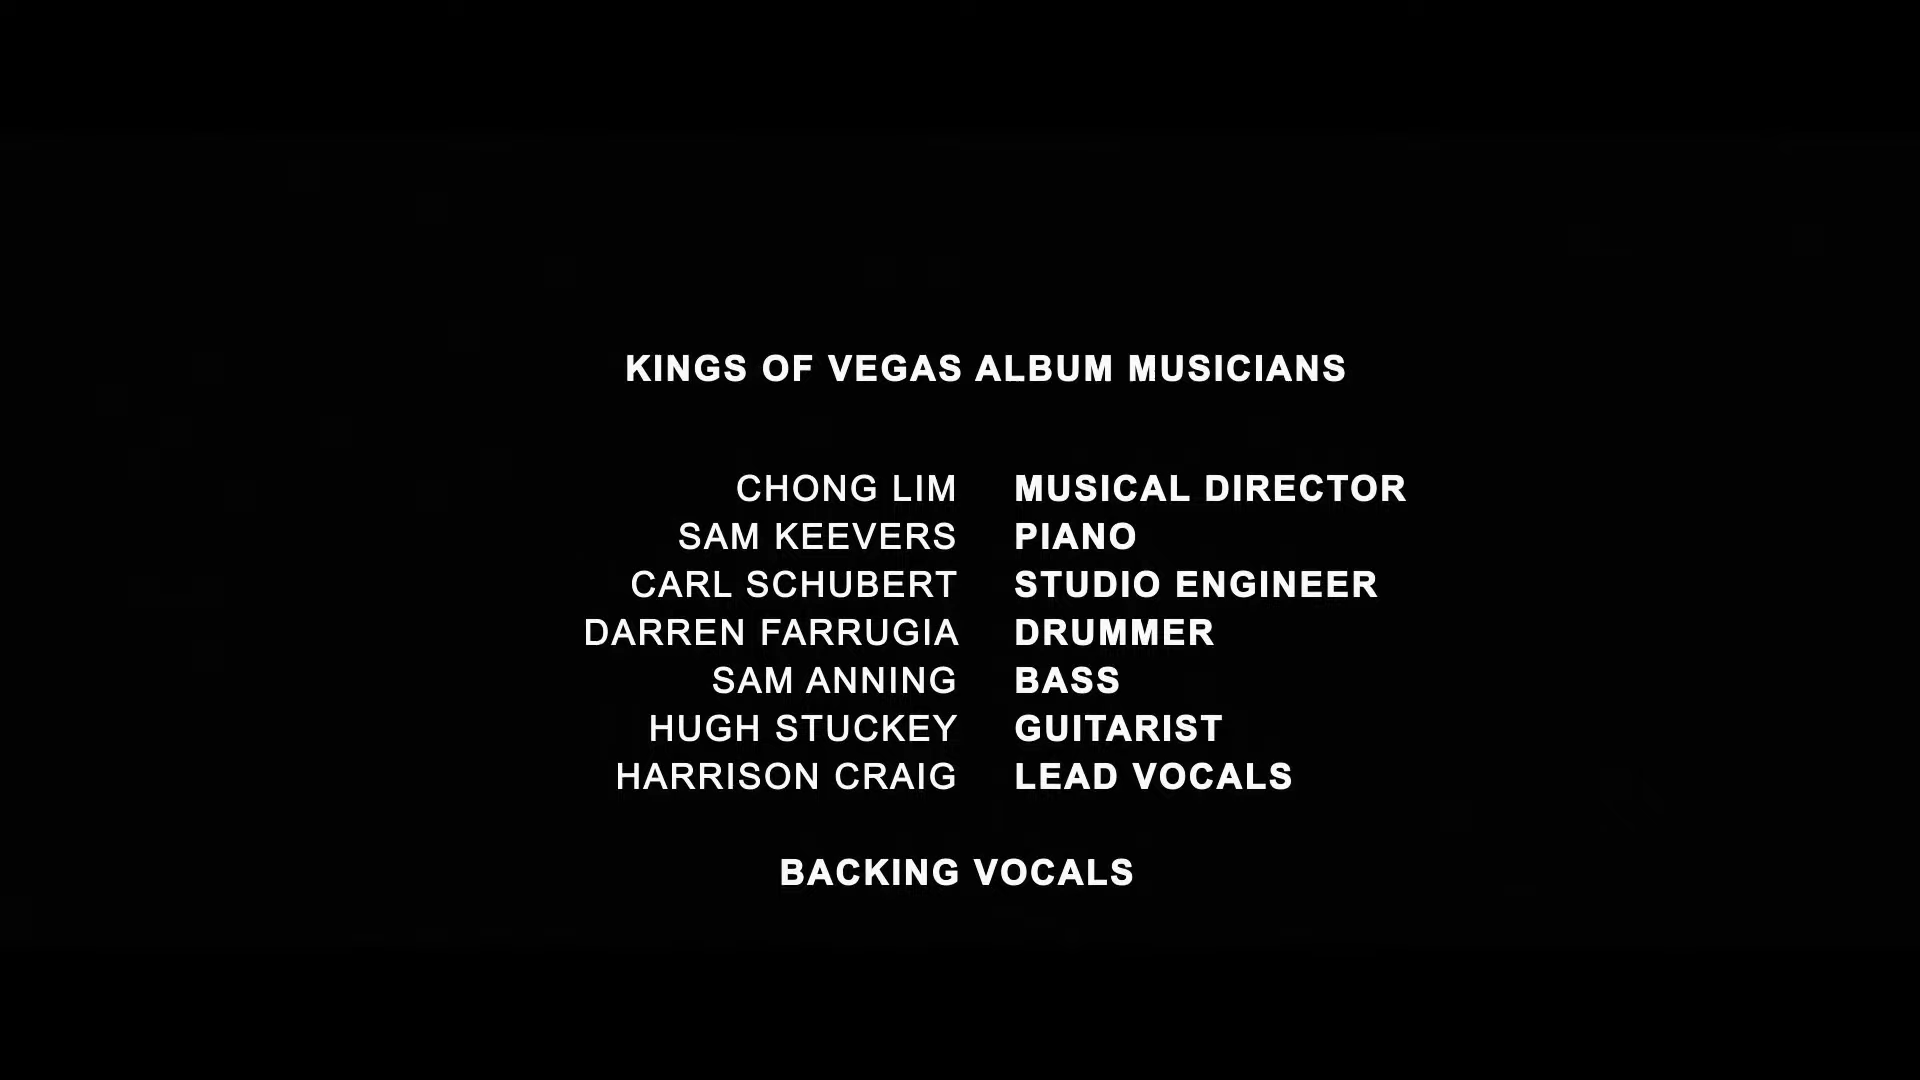 KINGS OF VEGAS ALBUM MUSICIANS
CHONG LIM MUSICAL DIRECTOR
SAM KEEVERS PIANO
CARL SCHUBERT STUDIO ENGINEER
DARREN FARRUGIA DRUMMER
SAM ANNING BASS
HUGH STUCKEY GUITARIST
HARRISON CRAIG LEAD VOCALS
BACKING VOCALS